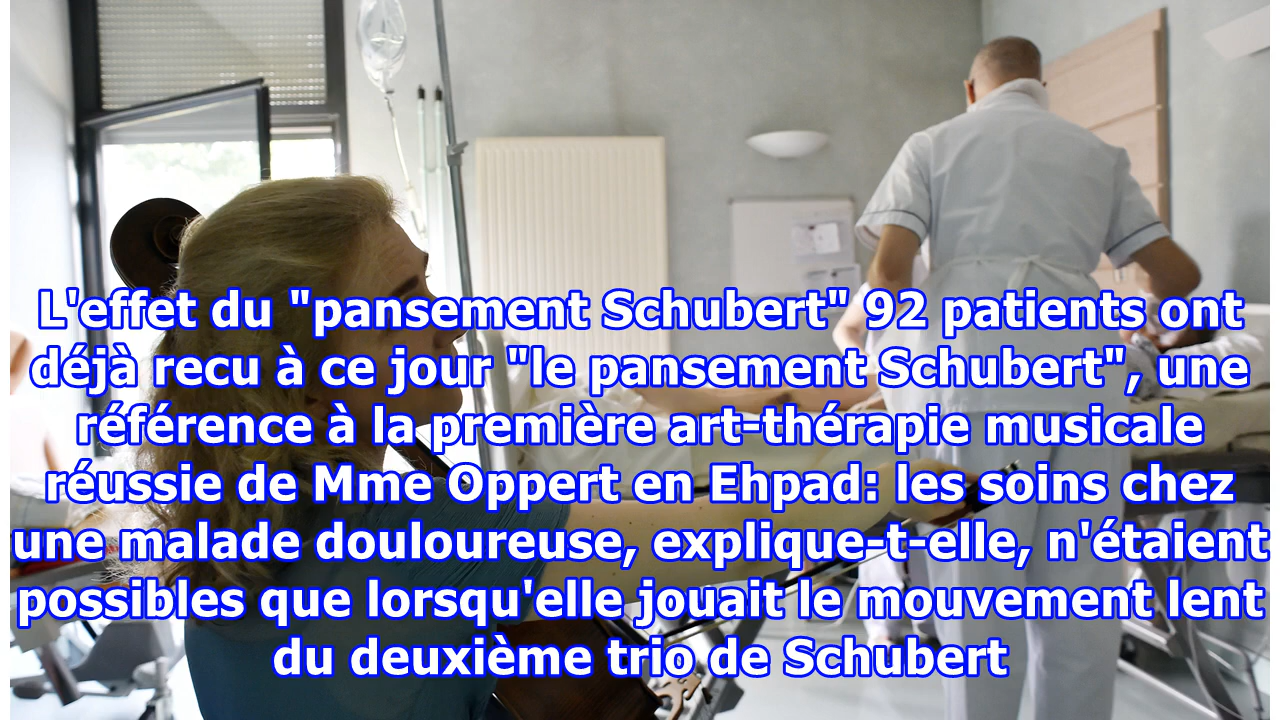 L'effet du "pansement Schubert" 92 patients ont
déjà recu à ce jour "le pansement Schubert", une
référence à la première art-thérapie musicale
réussie de Mme Oppert en Ehpad: les soins chez
une malade douloureuse, explique-t-elle, n'étaient
possibles que lorsqu'elle jouait le mouvement lent
du deuxième trio de Schubert